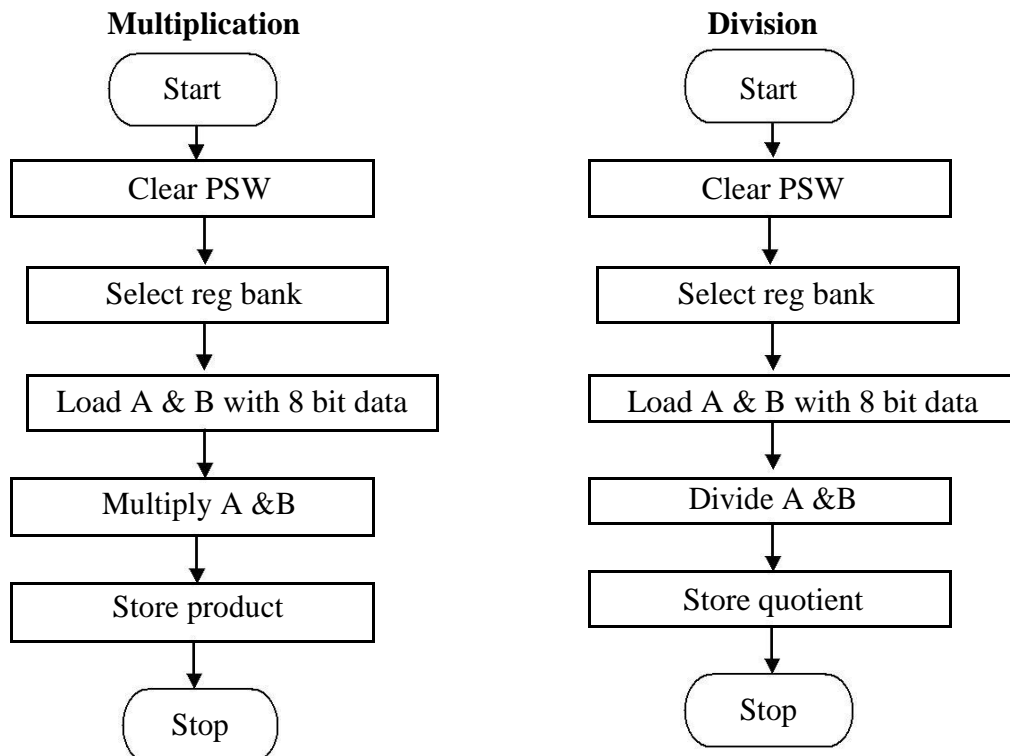 Multiplication
Start
Clear PSW
Select reg bank
Load A & B with 8 bit data
Multiply A &B
Store product
Stop
Division
Start
Clear PSW
Select reg bank
Load A & B with 8 bit data
Divide A &B
Store quotient
Stop